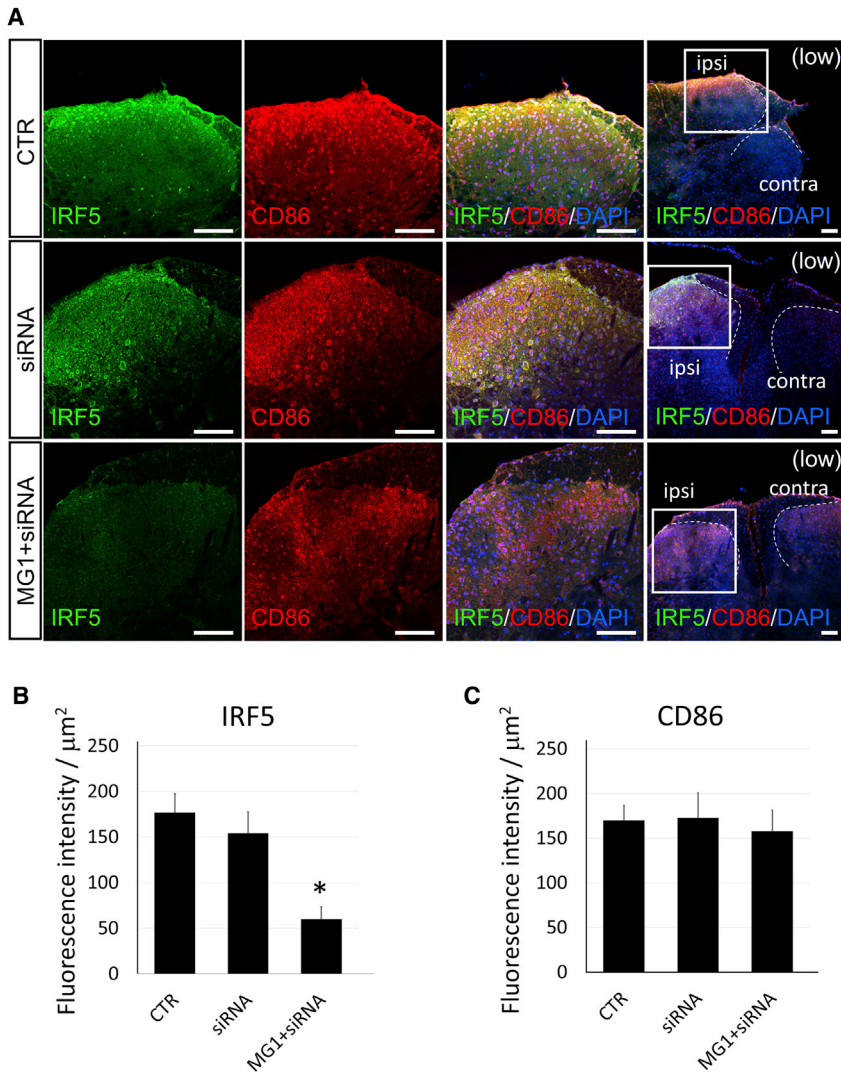 A
CTR
IRF5
CD86
IRF5/CD86/DAPI
(low)
ipsi
contra
IRF5/CD86/DAPI
siRNA
IRF5
CD86
IRF5/CD86/DAPI
(low)
ipsi
contra
IRF5/CD86/DAPI
MG1+siRNA
IRF5
CD86
IRF5/CD86/DAPI
(low)
ipsi
contra
IRF5/CD86/DAPI
B
IRF5
Fluorescence intensity / μm²
250
200
150
100
50
0
*
CTR
siRNA
MG1+siRNA
C
CD86
Fluorescence intensity / μm²
250
200
150
100
50
0
CTR
siRNA
MG1+siRNA